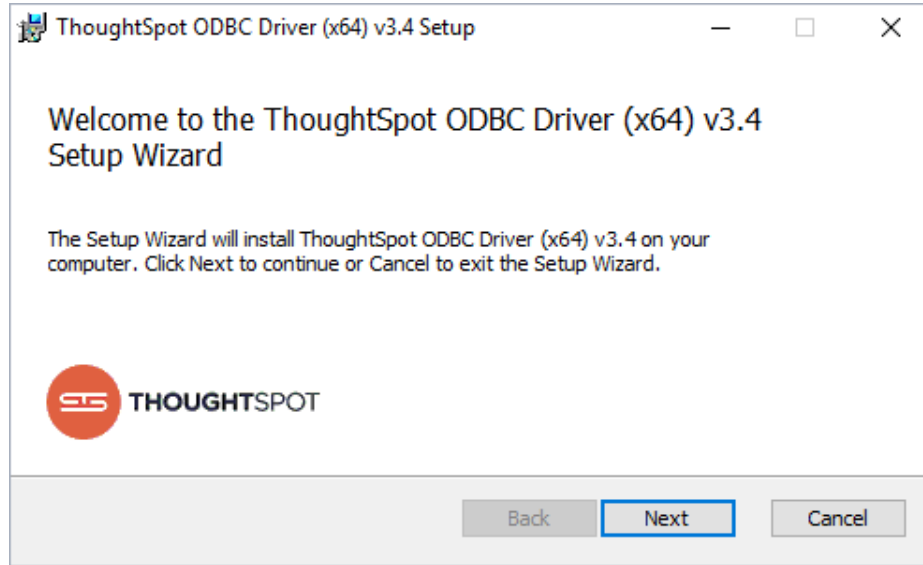 ThoughtSpot ODBC Driver (x64) v3.4 Setup
Welcome to the ThoughtSpot ODBC Driver (x64) v3.4
Setup Wizard
The Setup Wizard will install ThoughtSpot ODBC Driver (x64) v3.4 on your
computer. Click Next to continue or Cancel to exit the Setup Wizard.
THOUGHTSPOT
Back Next Cancel